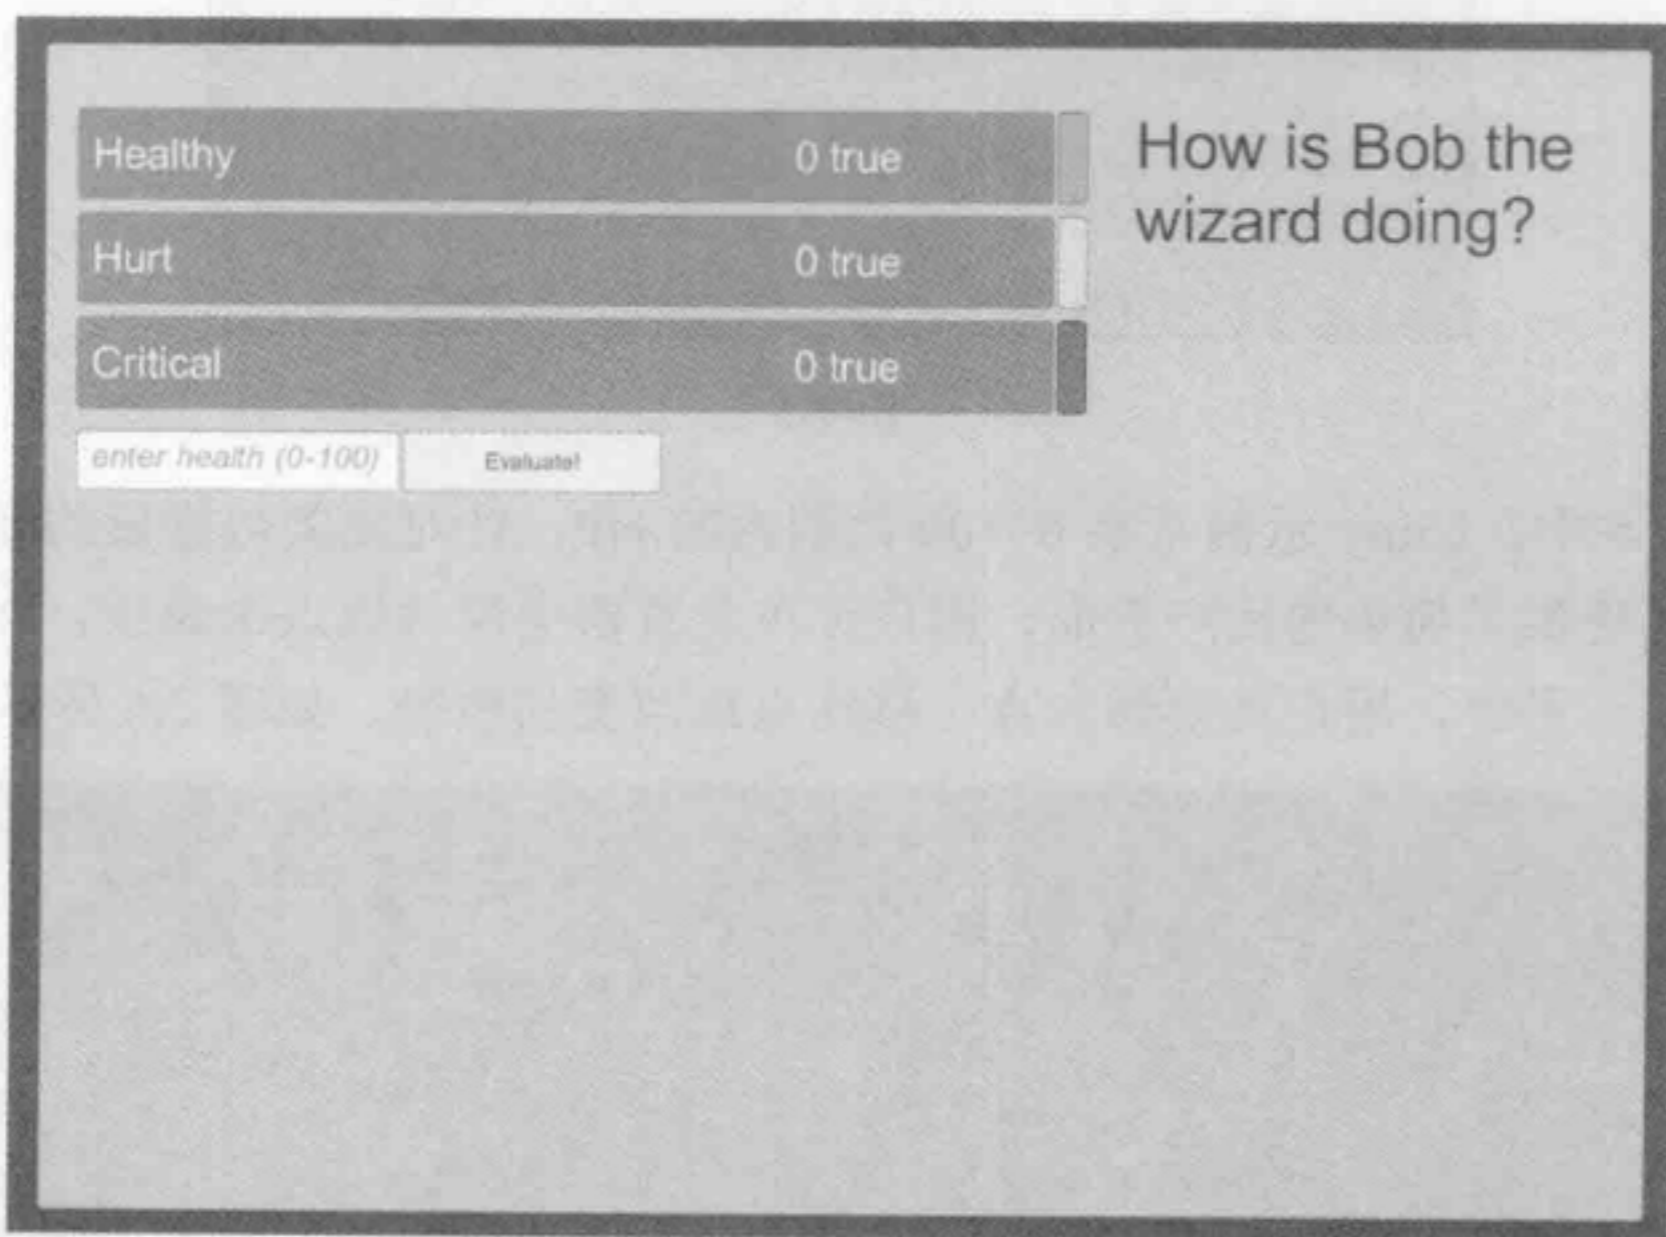 Healthy 0 true
Hurt 0 true
Critical 0 true
enter health (0-100) Evaluate!
How is Bob the
wizard doing?